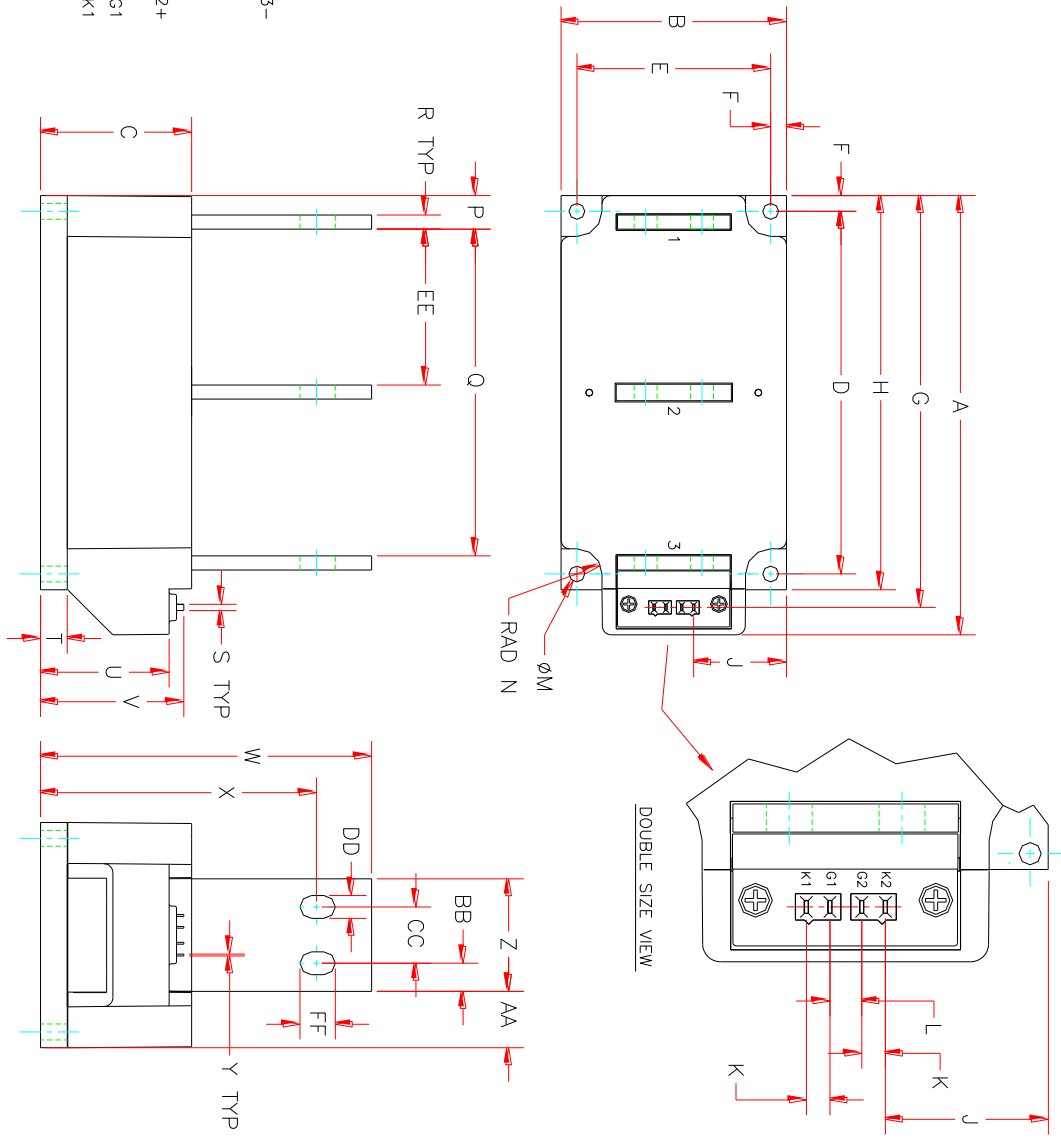 3-
2+
G1
K1
B
E
F
F
D
H
G
A
1
2
3
J
RAD N
ØM
C
R TYP
P
EE
Q
T
U
V
S TYP
W
X
DD
BB
CC
Z
AA
FF
Y TYP
DOUBLE SIZE VIEW
K1
G1
G2
K2
L
K
K
J